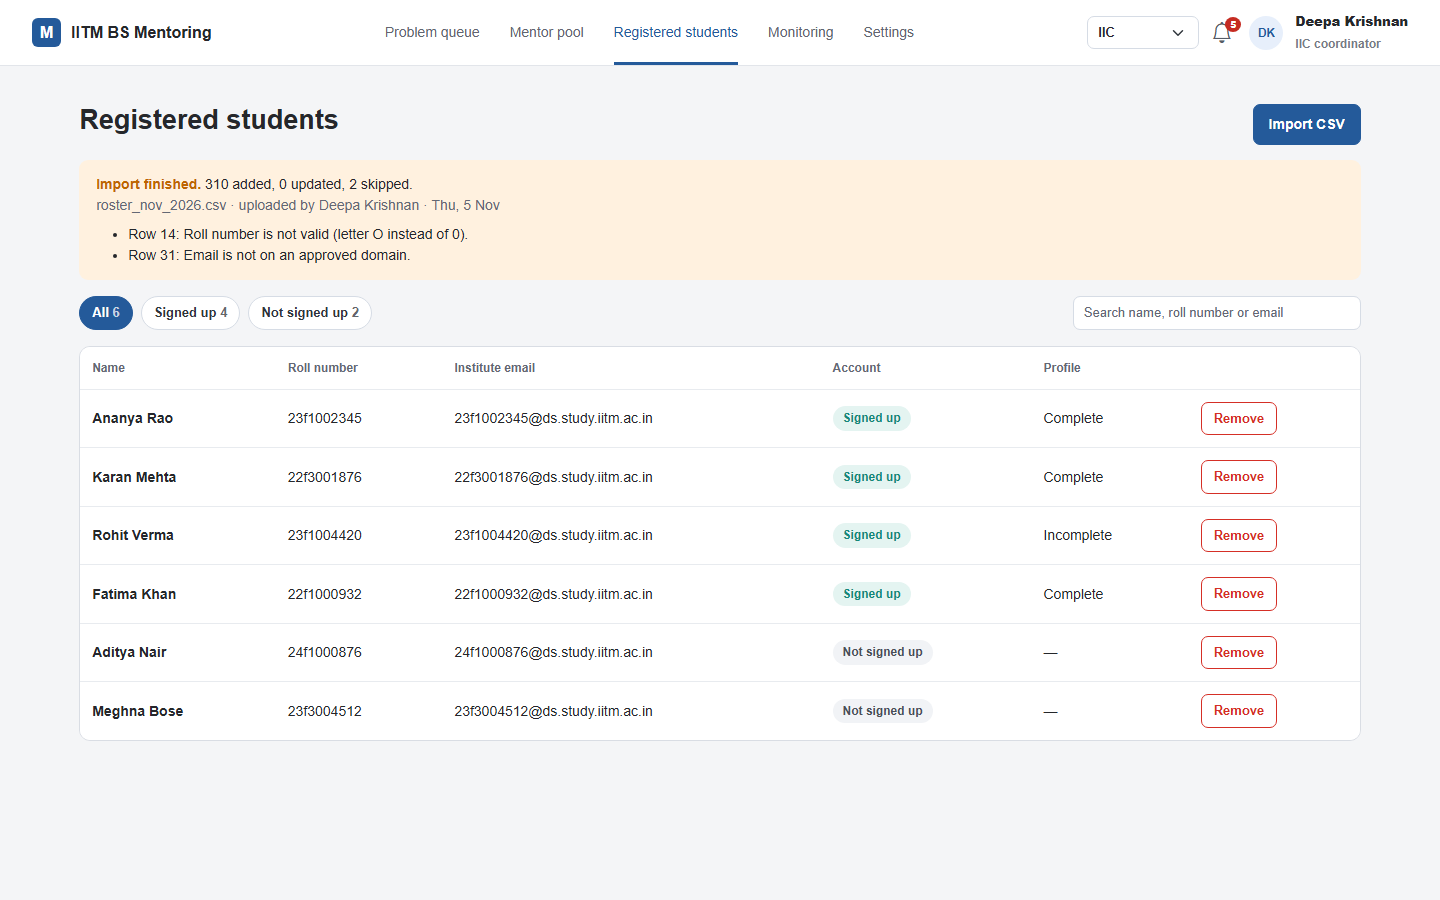 M IITM BS Mentoring
Problem queue Mentor pool Registered students Monitoring Settings
IIC
5
DK
Deepa Krishnan
IIC coordinator
Registered students
Import CSV
Import finished. 310 added, 0 updated, 2 skipped.
roster_nov_2026.csv · uploaded by Deepa Krishnan · Thu, 5 Nov
• Row 14: Roll number is not valid (letter O instead of 0).
• Row 31: Email is not on an approved domain.
All 6 Signed up 4 Not signed up 2
Search name, roll number or email
Name Roll number Institute email Account Profile
Ananya Rao 23f1002345 23f1002345@ds.study.iitm.ac.in Signed up Complete Remove
Karan Mehta 22f3001876 22f3001876@ds.study.iitm.ac.in Signed up Complete Remove
Rohit Verma 23f1004420 23f1004420@ds.study.iitm.ac.in Signed up Incomplete Remove
Fatima Khan 22f1000932 22f1000932@ds.study.iitm.ac.in Signed up Complete Remove
Aditya Nair 24f1000876 24f1000876@ds.study.iitm.ac.in Not signed up — Remove
Meghna Bose 23f3004512 23f3004512@ds.study.iitm.ac.in Not signed up — Remove